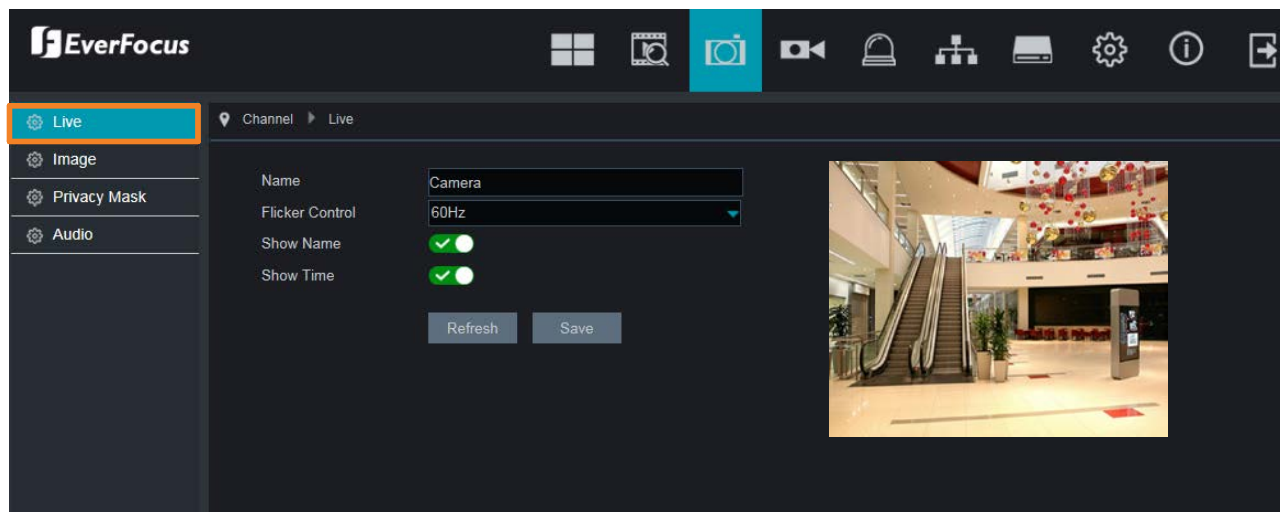 EverFocus
Live
Channel Live
Image
Privacy Mask
Audio
Name Camera
Flicker Control 60Hz
Show Name
Show Time
Refresh Save